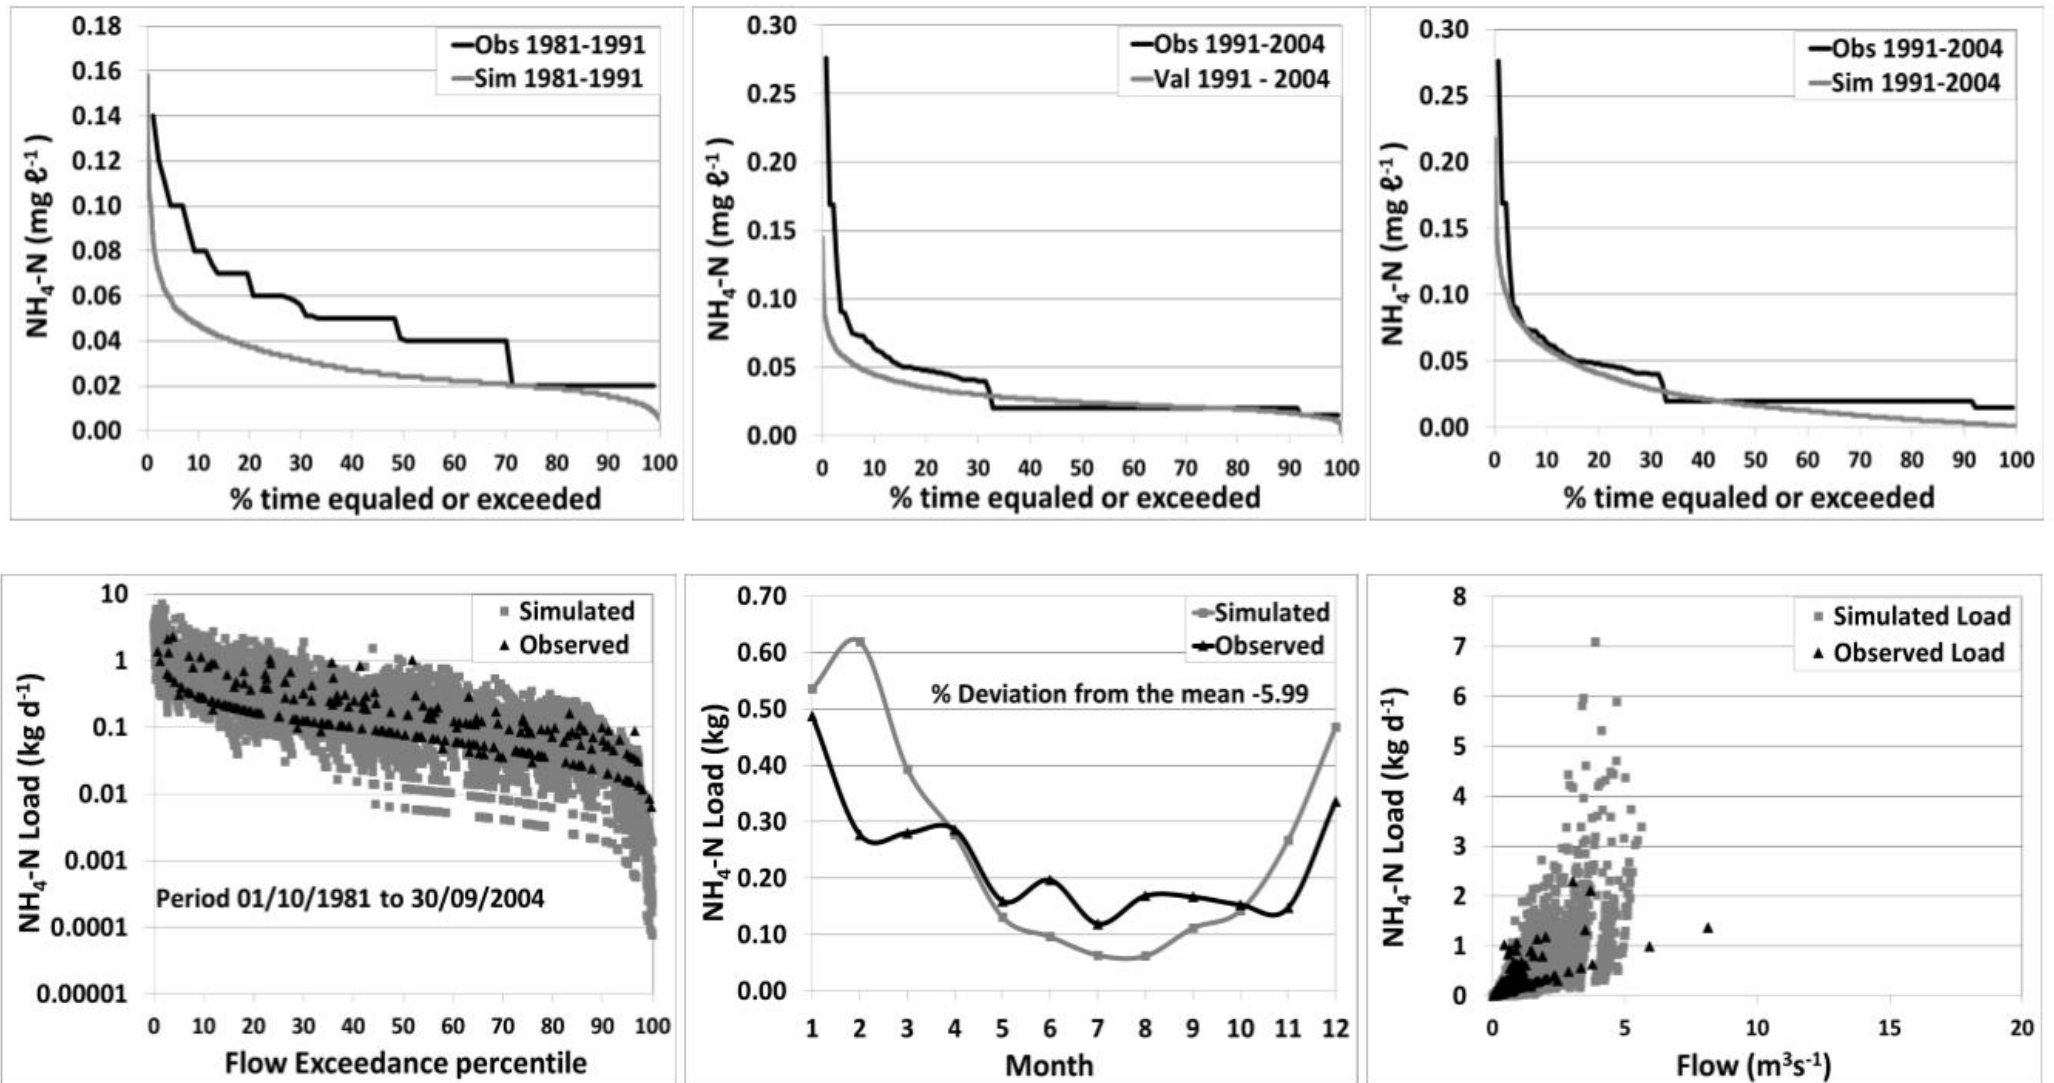 0.18
0.16
0.14
0.12
0.10
0.08
0.06
0.04
0.02
0.00
NH₄-N (mg ℓ⁻¹ )
Obs 1981-1991
Sim 1981-1991
0 10 20 30 40 50 60 70 80 90 100
% time equaled or exceeded
0.30
0.25
0.20
0.15
0.10
0.05
0.00
NH₄-N (mg ℓ⁻¹ )
Obs 1991-2004
Val 1991 - 2004
0 10 20 30 40 50 60 70 80 90 100
% time equaled or exceeded
0.30
0.25
0.20
0.15
0.10
0.05
0.00
NH₄-N (mg ℓ⁻¹ )
Obs 1991-2004
Sim 1991-2004
0 10 20 30 40 50 60 70 80 90 100
% time equaled or exceeded
10
1
0.1
0.01
0.001
0.0001
0.00001
NH₄-N Load (kg d⁻¹)
Simulated
Observed
Period 01/10/1981 to 30/09/2004
0 10 20 30 40 50 60 70 80 90 100
Flow Exceedance percentile
0.70
0.60
0.50
0.40
0.30
0.20
0.10
0.00
NH₄-N Load (kg)
Simulated
Observed
% Deviation from the mean -5.99
1 2 3 4 5 6 7 8 9 10 11 12
Month
8
7
6
5
4
3
2
1
0
NH₄-N Load (kg d⁻¹)
Simulated Load
Observed Load
0 5 10 15 20
Flow (m³s⁻¹)